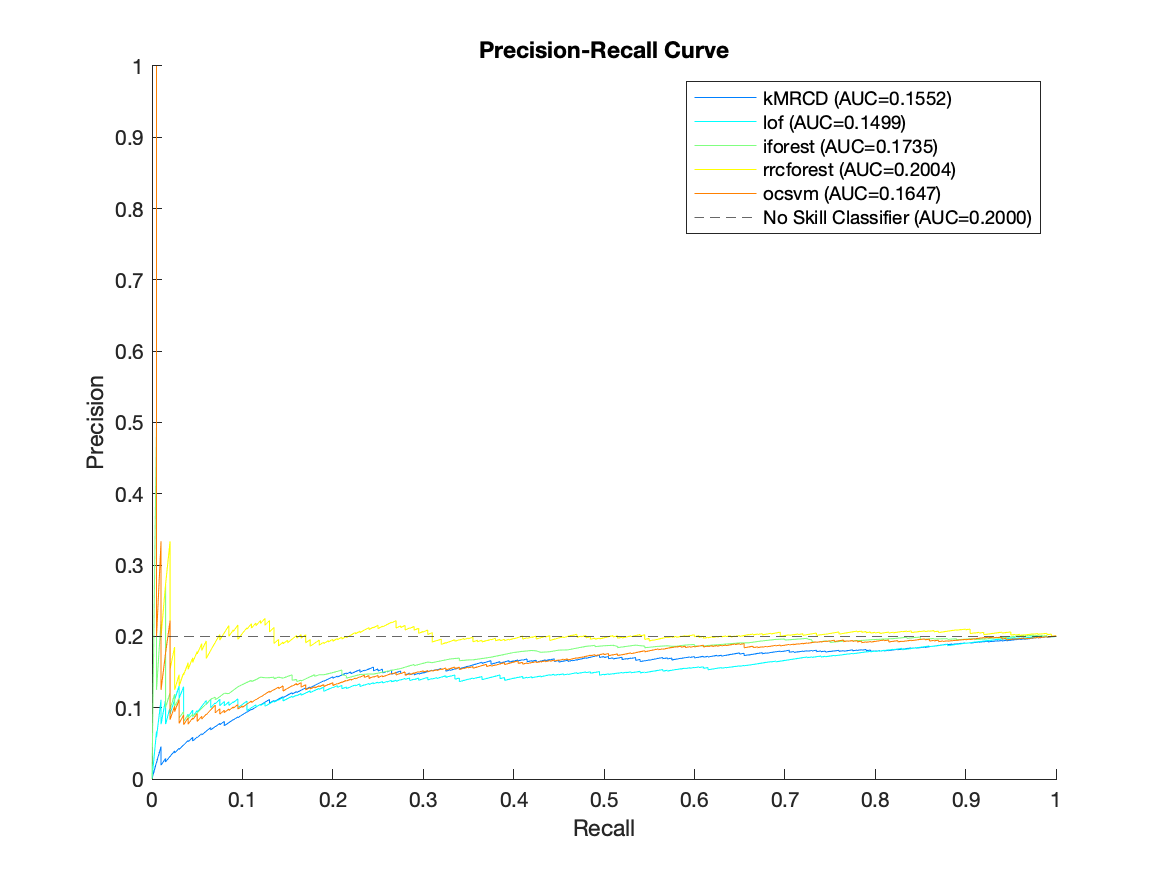 Precision-Recall Curve
1
0.9
0.8
0.7
0.6
0.5
0.4
0.3
0.2
0.1
0
Precision
kMRCD (AUC=0.1552)
lof (AUC=0.1499)
iforest (AUC=0.1735)
rrcforest (AUC=0.2004)
ocsvm (AUC=0.1647)
No Skill Classifier (AUC=0.2000)
0 0.1 0.2 0.3 0.4 0.5 0.6 0.7 0.8 0.9 1
Recall